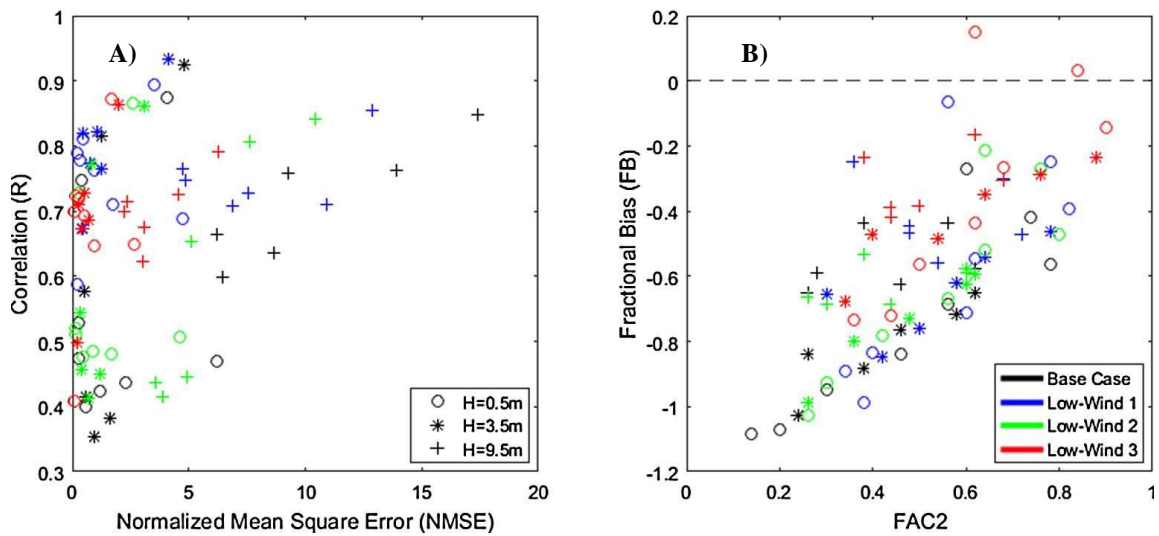 A)
Correlation (R)
1
0.9
0.8
0.7
0.6
0.5
0.4
0.3
0
5
10
15
20
Normalized Mean Square Error (NMSE)
H=0.5m
H=3.5m
H=9.5m
B)
Fractional Bias (FB)
0.2
0
-0.2
-0.4
-0.6
-0.8
-1
-1.2
0
0.2
0.4
0.6
0.8
1
FAC2
Base Case
Low-Wind 1
Low-Wind 2
Low-Wind 3